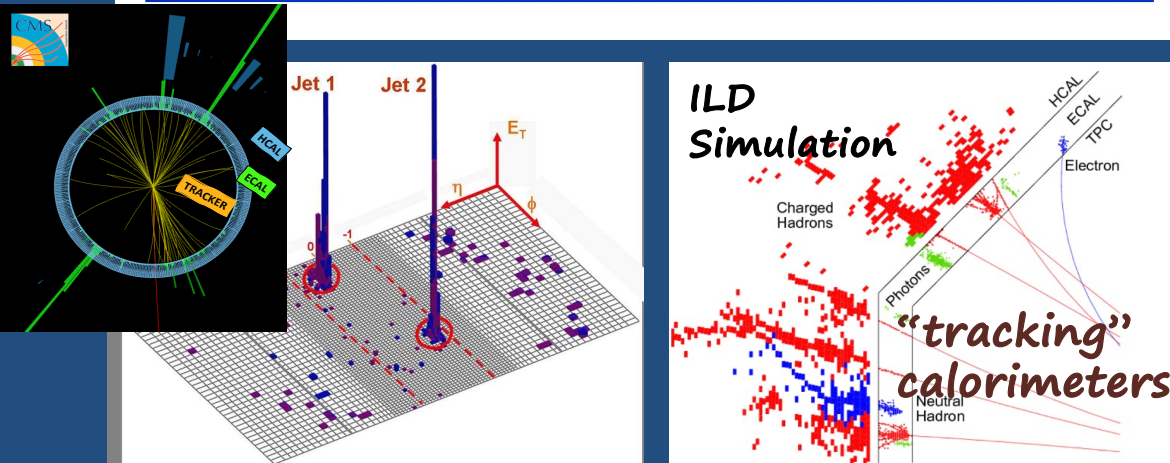 CMS
HCAL
ECAL
TRACKER
Jet 1
Jet 2
E_T
η
ϕ
0
-1
ILD
Simulation
HCAL
ECAL
TPC
Electron
Charged
Hadrons
Photons
“tracking”
calorimeters
Neutral
Hadron